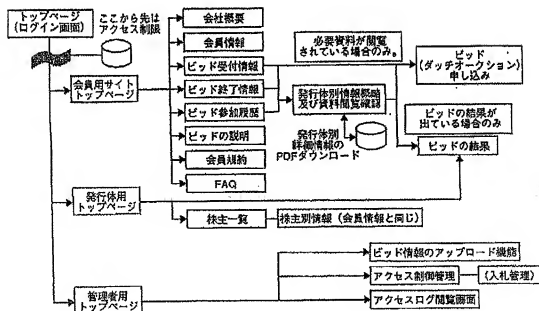 トップページ
(ログイン画面)
ここから先は
アクセス制限
会員用サイト
トップページ
会社概要
会員情報
ビッド受付情報
ビッド終了情報
ビッド参加履歴
ビッドの説明
会員規約
FAQ
必要資料が閲覧
されている場合のみ。
ビッド
(ダッチオークション)
申し込み
発行体別情報概略
及び資料閲覧確認
発行体別
詳細情報の
PDFダウンロード
ビッドの結果が
出ている場合のみ
ビッドの結果
発行体用
トップページ
株主一覧
株主別情報(会員情報と同じ)
管理者用
トップページ
ビッド情報のアップロード機能
アクセス制御管理
(入札管理)
アクセスログ閲覧画面